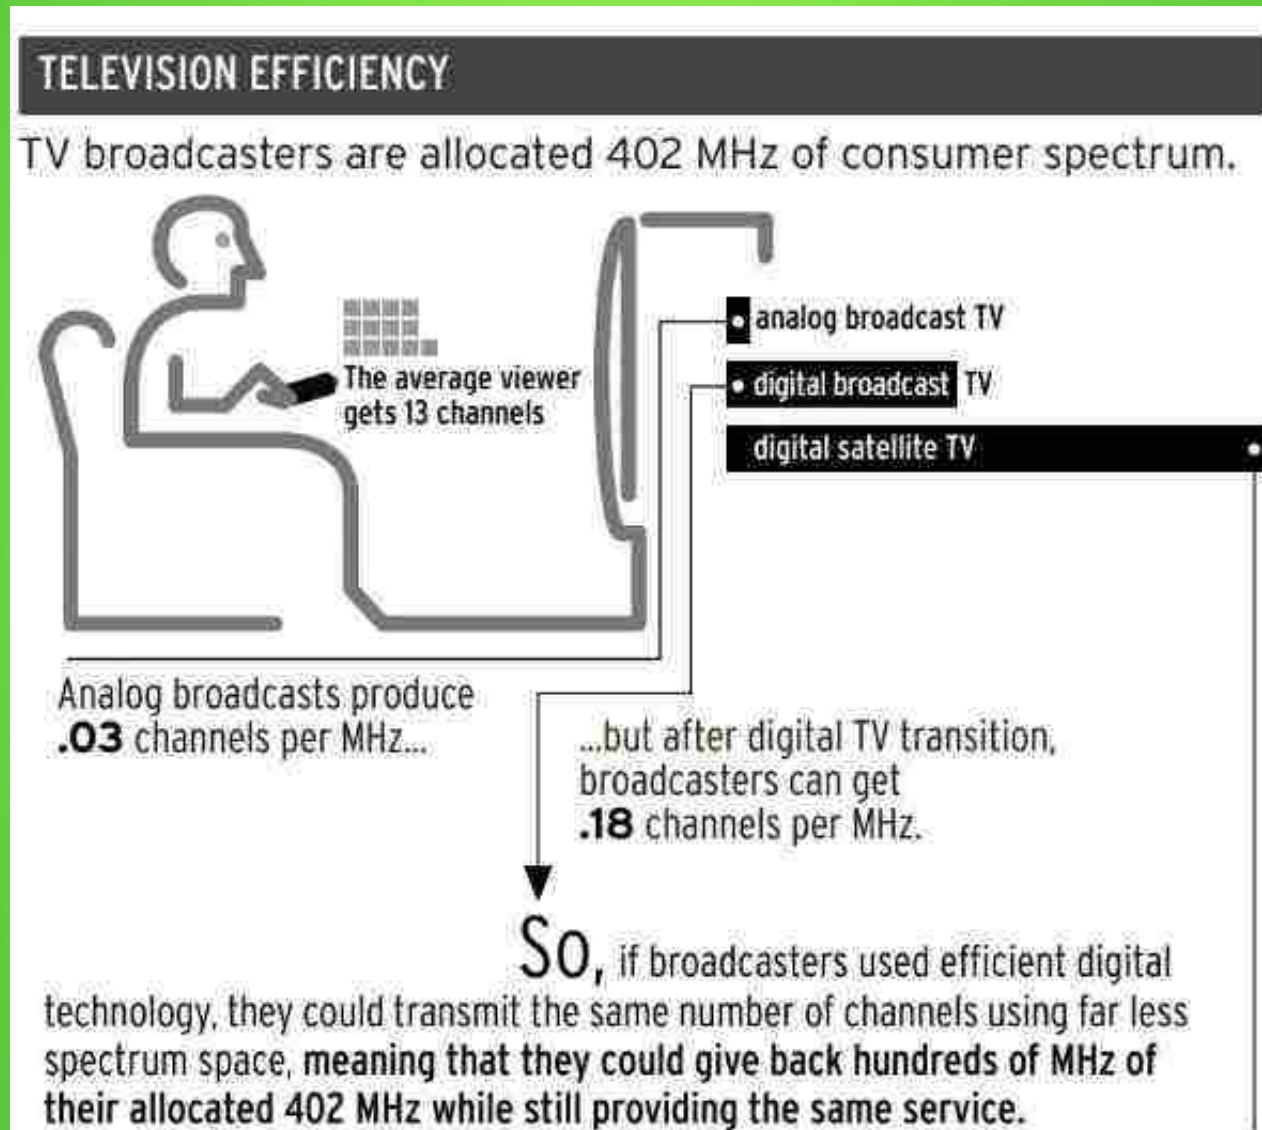 TELEVISION EFFICIENCY
TV broadcasters are allocated 402 MHz of consumer spectrum.
The average viewer
gets 13 channels
analog broadcast TV
digital broadcast TV
digital satellite TV
Analog broadcasts produce
.03 channels per MHz...
...but after digital TV transition,
broadcasters can get
.18 channels per MHz.
So, if broadcasters used efficient digital
technology, they could transmit the same number of channels using far less
spectrum space, meaning that they could give back hundreds of MHz of
their allocated 402 MHz while still providing the same service.